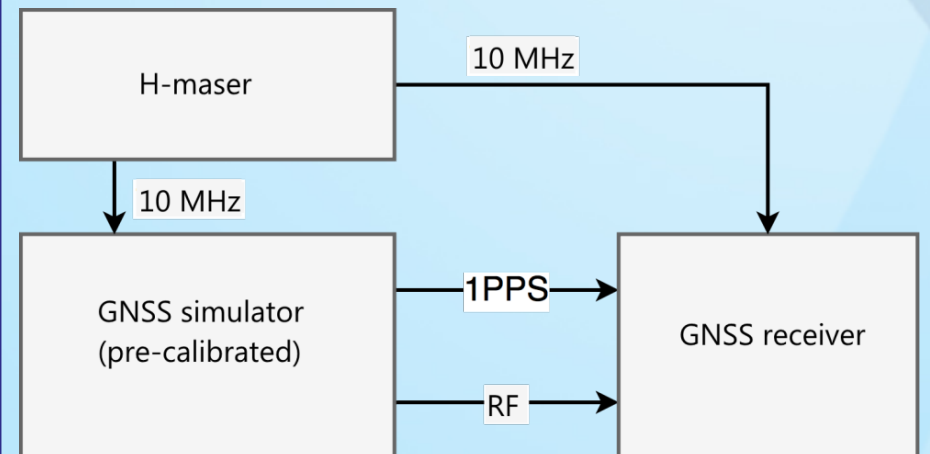 H-maser
10 MHz
10 MHz
GNSS simulator
(pre-calibrated)
1PPS
GNSS receiver
RF